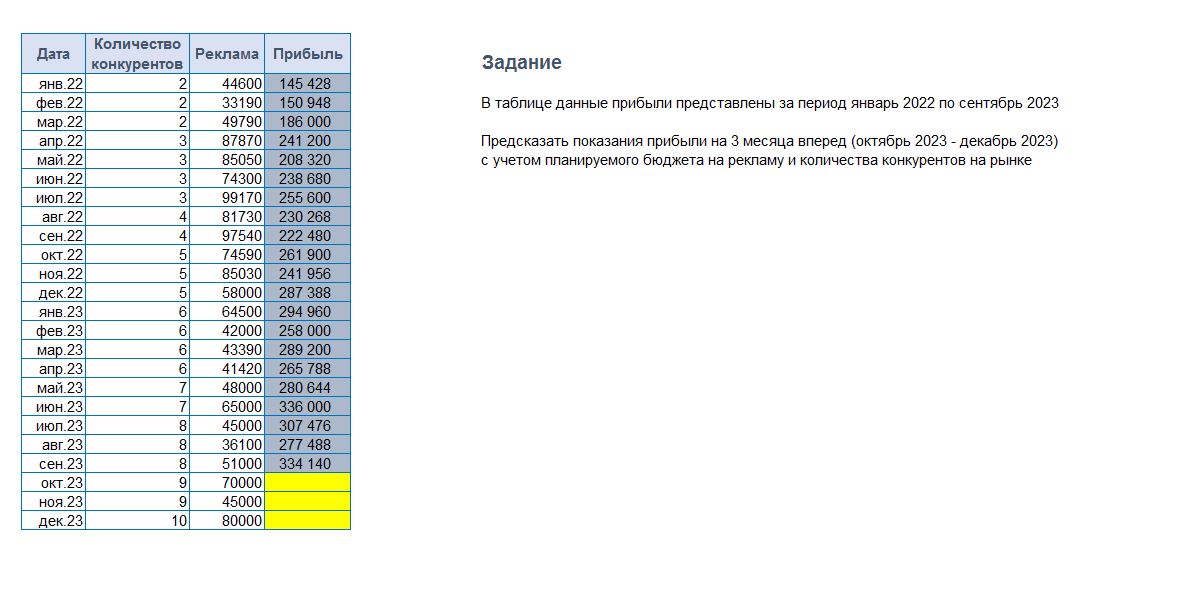 Дата Количество конкурентов Реклама Прибыль
янв.22 2 44600 145 428
фев.22 2 33190 150 948
мар.22 2 49790 186 000
апр.22 3 87870 241 200
май.22 3 85050 208 320
июн.22 3 74300 238 680
июл.22 3 99170 255 600
авг.22 4 81730 230 268
сен.22 4 97540 222 480
окт.22 5 74590 261 900
ноя.22 5 85030 241 956
дек.22 5 58000 287 388
янв.23 6 64500 294 960
фев.23 6 42000 258 000
мар.23 6 43390 289 200
апр.23 6 41420 265 788
май.23 7 48000 280 644
июн.23 7 65000 336 000
июл.23 8 45000 307 476
авг.23 8 36100 277 488
сен.23 8 51000 334 140
окт.23 9 70000
ноя.23 9 45000
дек.23 10 80000
Задание
В таблице данные прибыли представлены за период январь 2022 по сентябрь 2023
Предсказать показания прибыли на 3 месяца вперед (октябрь 2023 - декабрь 2023)
с учетом планируемого бюджета на рекламу и количества конкурентов на рынке